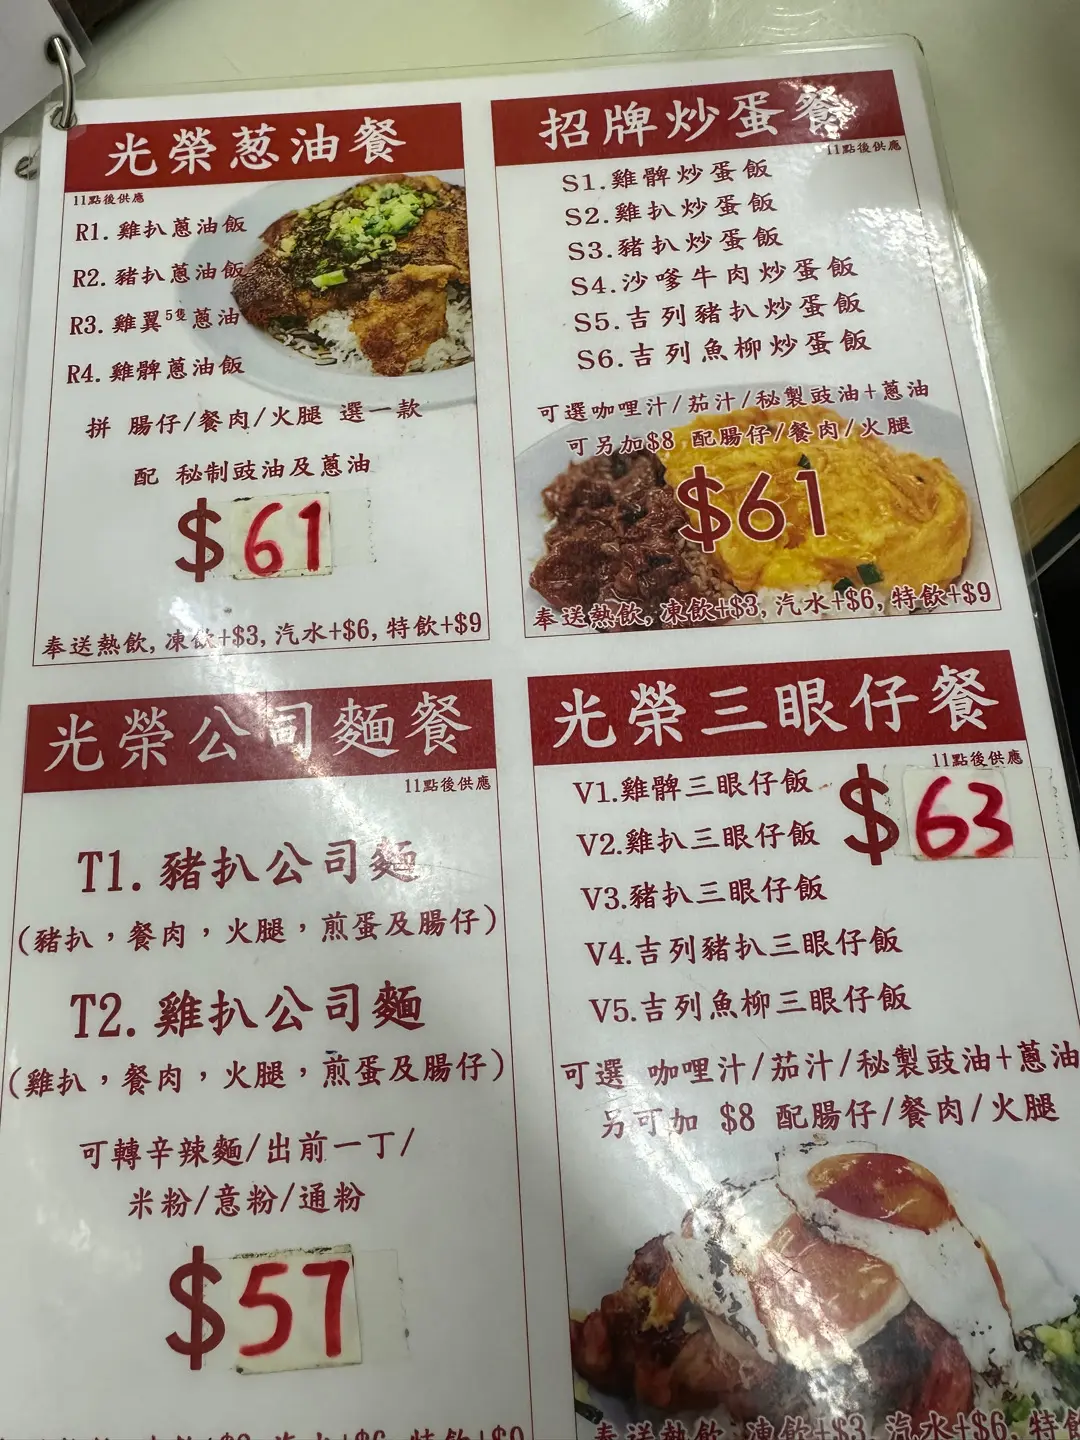 光榮葱油餐
11點後供應
R1. 雞扒蔥油飯
R2. 豬扒蔥油飯
R3. 雞翼5隻蔥油
R4. 雞髀蔥油飯
拼 腸仔/餐肉/火腿 選一款
配 秘制豉油及蔥油
$61
奉送熱飲, 凍飲+$3, 汽水+$6, 特飲+$9
招牌炒蛋餐
11點後供應
S1.雞髀炒蛋飯
S2.雞扒炒蛋飯
S3.豬扒炒蛋飯
S4.沙嗲牛肉炒蛋飯
S5.吉列豬扒炒蛋飯
S6.吉列魚柳炒蛋飯
可選咖哩汁/茄汁/秘製豉油+蔥油
可另加$8 配腸仔/餐肉/火腿
$61
奉送熱飲, 凍飲+$3, 汽水+$6, 特飲+$9
光榮公司麵餐
11點後供應
T1. 豬扒公司麵
(豬扒，餐肉，火腿，煎蛋及腸仔)
T2. 雞扒公司麵
(雞扒，餐肉，火腿，煎蛋及腸仔)
可轉辛辣麵/出前一丁/
米粉/意粉/通粉
$57
光榮三眼仔餐
11點後供應
V1.雞髀三眼仔飯
$63
V2.雞扒三眼仔飯
V3.豬扒三眼仔飯
V4.吉列豬扒三眼仔飯
V5.吉列魚柳三眼仔飯
可選 咖哩汁/茄汁/秘製豉油+蔥油
另可加 $8 配腸仔/餐肉/火腿
奉送熱飲, 凍飲+$3, 汽水+$6, 特飲